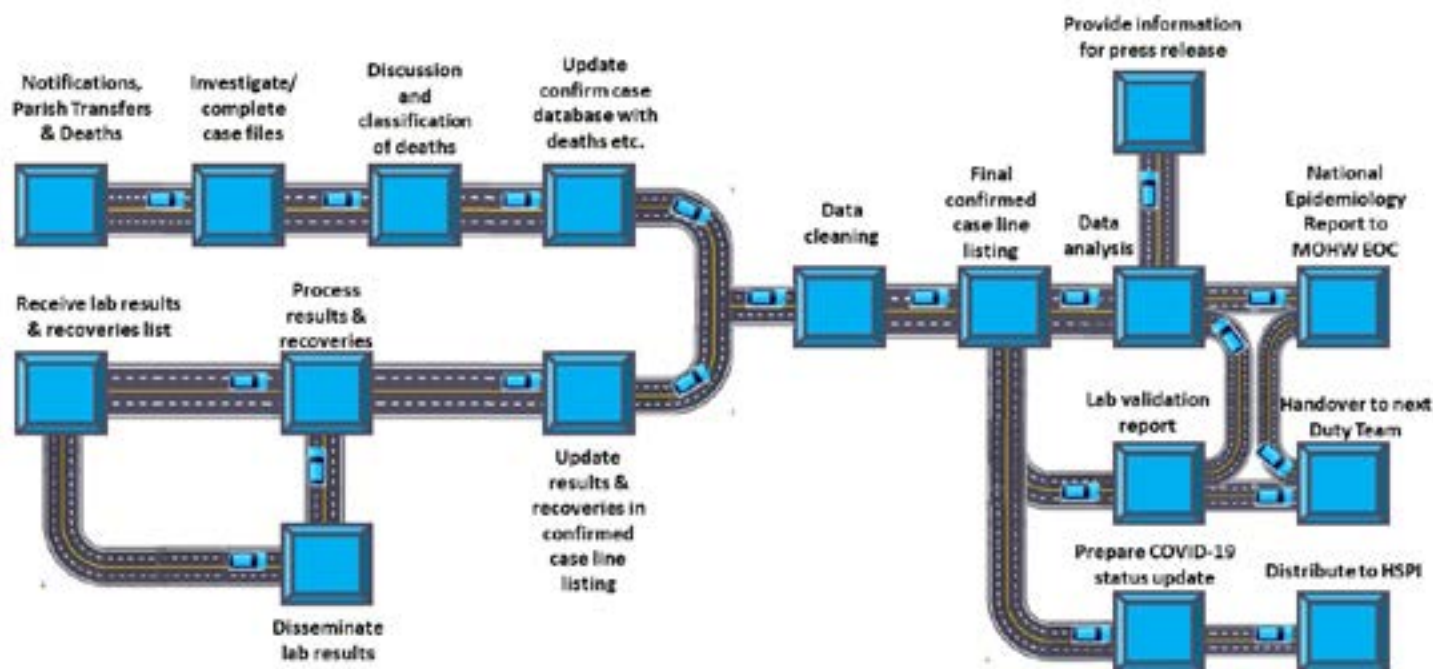 Provide information
for press release
Notifications,
Parish Transfers
& Deaths
Investigate/
complete
case files
Discussion
and
classification
of deaths
Update
confirm case
database with
deaths etc.
Data
cleaning
Final
confirmed
case line
listing
Data
analysis
National
Epidemiology
Report to
MOHW EOC
Receive lab results
& recoveries list
Process
results &
recoveries
Update
results &
recoveries in
confirmed
case line
listing
Disseminate
lab results
Lab validation
report
Handover to next
Duty Team
Prepare COVID-19
status update
Distribute to HSPI